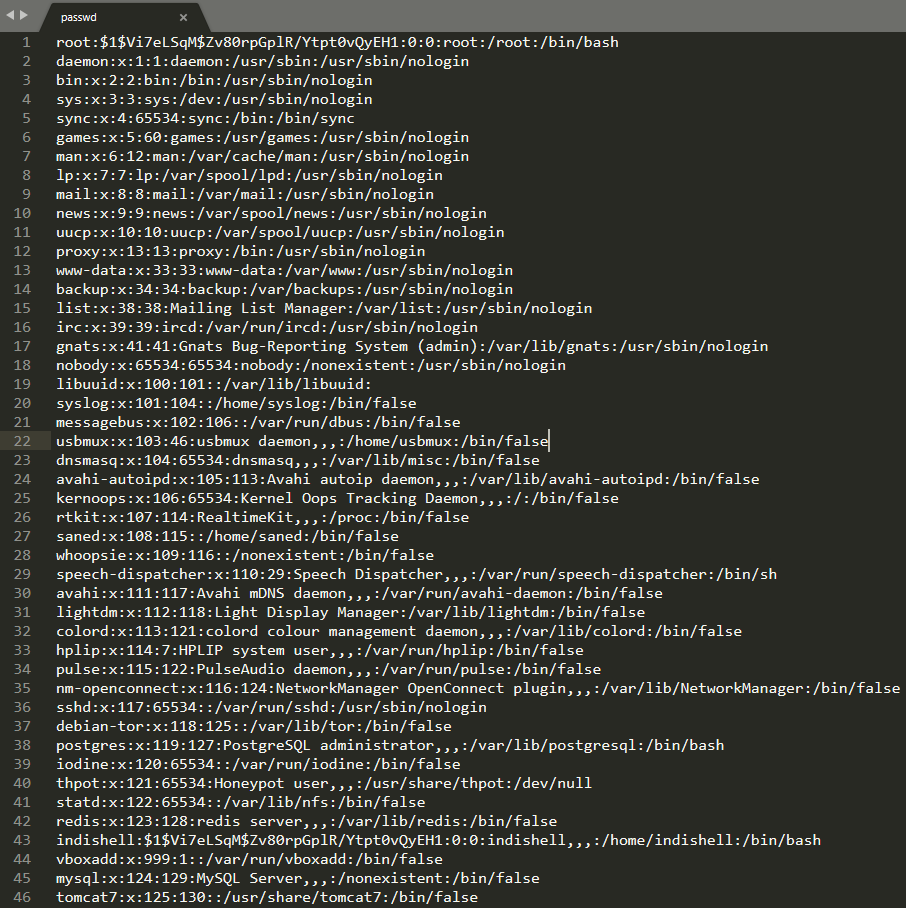 passwd ×
1 root:$1$Vi7eLSqM$Zv80rpGplR/Ytpt0vQyEH1:0:0:root:/root:/bin/bash
2 daemon:x:1:1:daemon:/usr/sbin:/usr/sbin/nologin
3 bin:x:2:2:bin:/bin:/usr/sbin/nologin
4 sys:x:3:3:sys:/dev:/usr/sbin/nologin
5 sync:x:4:65534:sync:/bin:/bin/sync
6 games:x:5:60:games:/usr/games:/usr/sbin/nologin
7 man:x:6:12:man:/var/cache/man:/usr/sbin/nologin
8 lp:x:7:7:lp:/var/spool/lpd:/usr/sbin/nologin
9 mail:x:8:8:mail:/var/mail:/usr/sbin/nologin
10 news:x:9:9:news:/var/spool/news:/usr/sbin/nologin
11 uucp:x:10:10:uucp:/var/spool/uucp:/usr/sbin/nologin
12 proxy:x:13:13:proxy:/bin:/usr/sbin/nologin
13 www-data:x:33:33:www-data:/var/www:/usr/sbin/nologin
14 backup:x:34:34:backup:/var/backups:/usr/sbin/nologin
15 list:x:38:38:Mailing List Manager:/var/list:/usr/sbin/nologin
16 irc:x:39:39:ircd:/var/run/ircd:/usr/sbin/nologin
17 gnats:x:41:41:Gnats Bug-Reporting System (admin):/var/lib/gnats:/usr/sbin/nologin
18 nobody:x:65534:65534:nobody:/nonexistent:/usr/sbin/nologin
19 libuuid:x:100:101::/var/lib/libuuid:
20 syslog:x:101:104::/home/syslog:/bin/false
21 messagebus:x:102:106::/var/run/dbus:/bin/false
22 usbmux:x:103:46:usbmux daemon,,,:/home/usbmux:/bin/false
23 dnsmasq:x:104:65534:dnsmasq,,,:/var/lib/misc:/bin/false
24 avahi-autoipd:x:105:113:Avahi autoip daemon,,,:/var/lib/avahi-autoipd:/bin/false
25 kernoops:x:106:65534:Kernel Oops Tracking Daemon,,,:/:/bin/false
26 rtkit:x:107:114:RealtimeKit,,,:/proc:/bin/false
27 saned:x:108:115::/home/saned:/bin/false
28 whoopsie:x:109:116::/nonexistent:/bin/false
29 speech-dispatcher:x:110:29:Speech Dispatcher,,,:/var/run/speech-dispatcher:/bin/sh
30 avahi:x:111:117:Avahi mDNS daemon,,,:/var/run/avahi-daemon:/bin/false
31 lightdm:x:112:118:Light Display Manager:/var/lib/lightdm:/bin/false
32 colord:x:113:121:colord colour management daemon,,,:/var/lib/colord:/bin/false
33 hplip:x:114:7:HPLIP system user,,,:/var/run/hplip:/bin/false
34 pulse:x:115:122:PulseAudio daemon,,,:/var/run/pulse:/bin/false
35 nm-openconnect:x:116:124:NetworkManager OpenConnect plugin,,,:/var/lib/NetworkManager:/bin/false
36 sshd:x:117:65534::/var/run/sshd:/usr/sbin/nologin
37 debian-tor:x:118:125::/var/lib/tor:/bin/false
38 postgres:x:119:127:PostgreSQL administrator,,,:/var/lib/postgresql:/bin/bash
39 iodine:x:120:65534::/var/run/iodine:/bin/false
40 thpot:x:121:65534:Honeypot user,,,:/usr/share/thpot:/dev/null
41 statd:x:122:65534::/var/lib/nfs:/bin/false
42 redis:x:123:128:redis server,,,:/var/lib/redis:/bin/false
43 indishell:$1$Vi7eLSqM$Zv80rpGplR/Ytpt0vQyEH1:0:0:indishell,,,:/home/indishell:/bin/bash
44 vboxadd:x:999:1::/var/run/vboxadd:/bin/false
45 mysql:x:124:129:MySQL Server,,,:/nonexistent:/bin/false
46 tomcat7:x:125:130::/usr/share/tomcat7:/bin/false